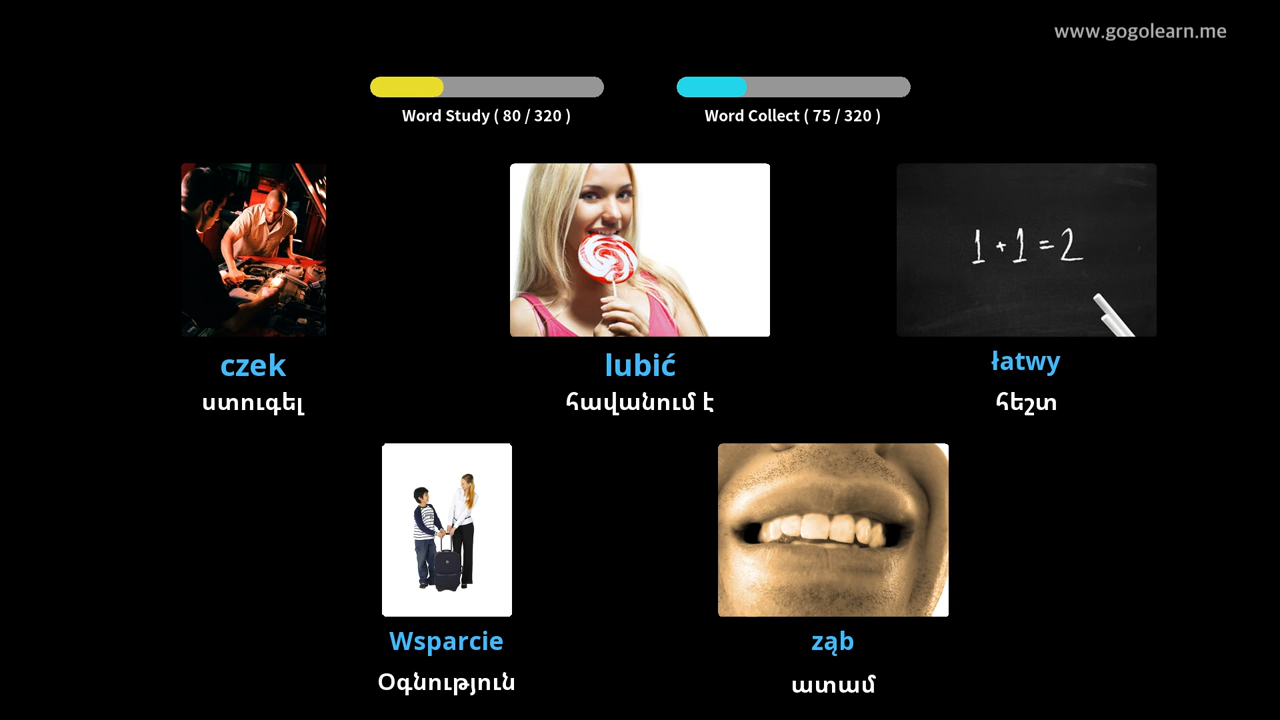 www.gogolearn.me
Word Study ( 80 / 320 )
Word Collect ( 75 / 320 )
1 + 1 = 2
czek
lubić
łatwy
ստուգել
հավանում է
հեշտ
Wsparcie
ząb
Օգնություն
ատամ